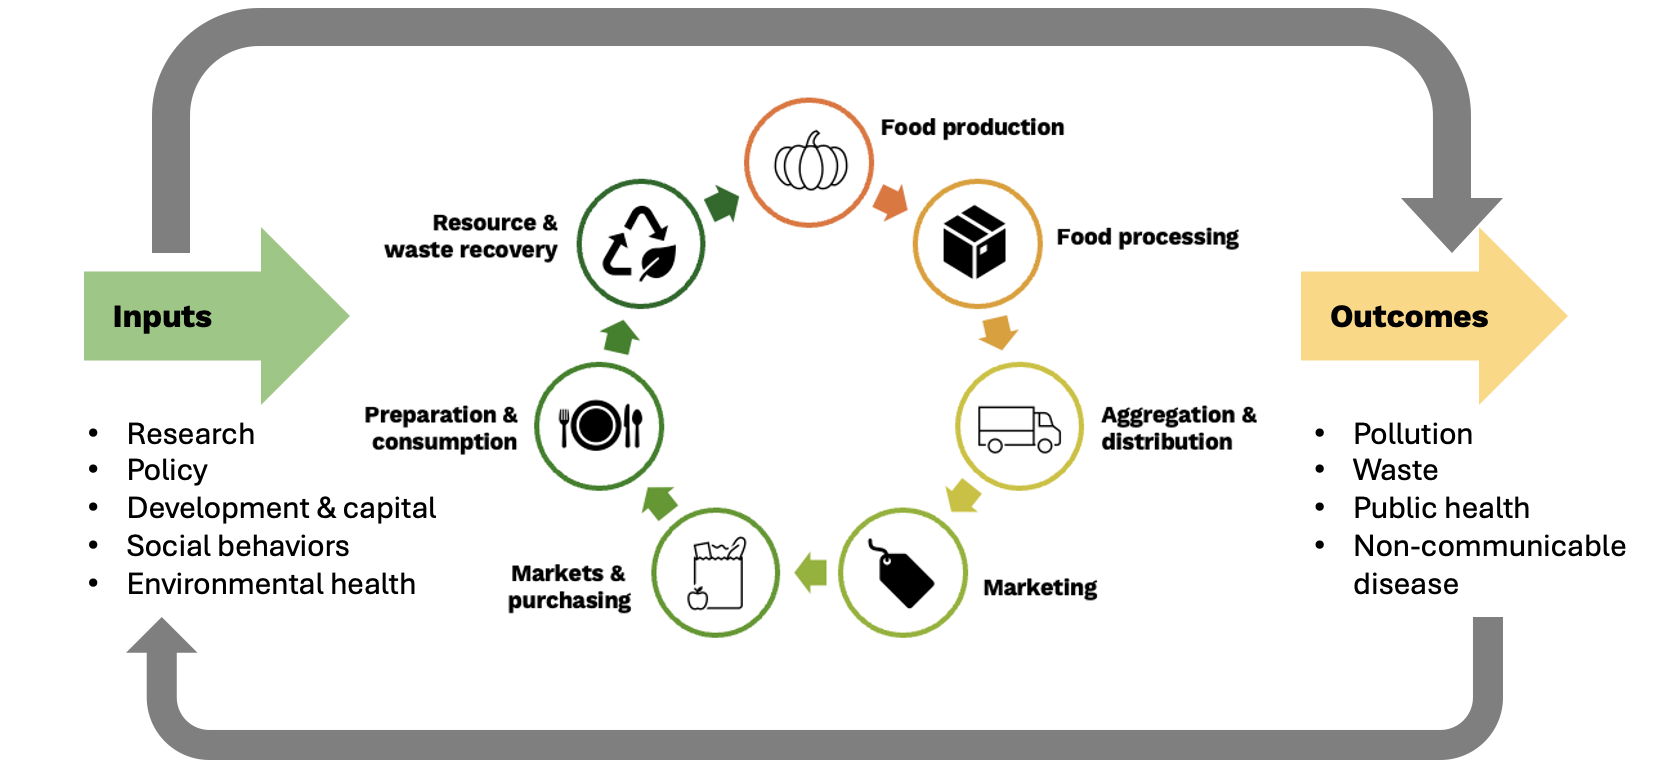 Food production
Resource &
waste recovery
Food processing
Inputs
Outcomes
Preparation &
consumption
Aggregation &
distribution
• Research
• Policy
• Development & capital
• Social behaviors
• Environmental health
• Pollution
• Waste
• Public health
• Non-communicable
disease
Markets &
purchasing
Marketing